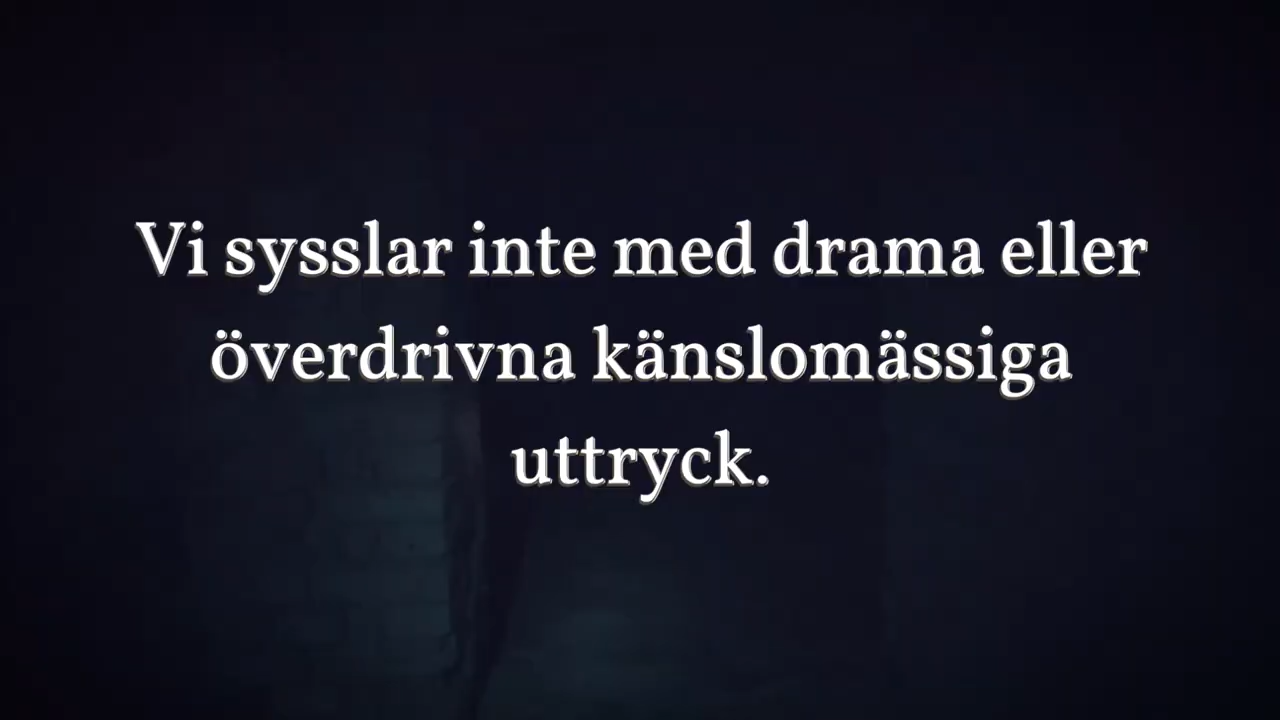 Vi sysslar inte med drama eller
överdrivna känslomässiga
uttryck.